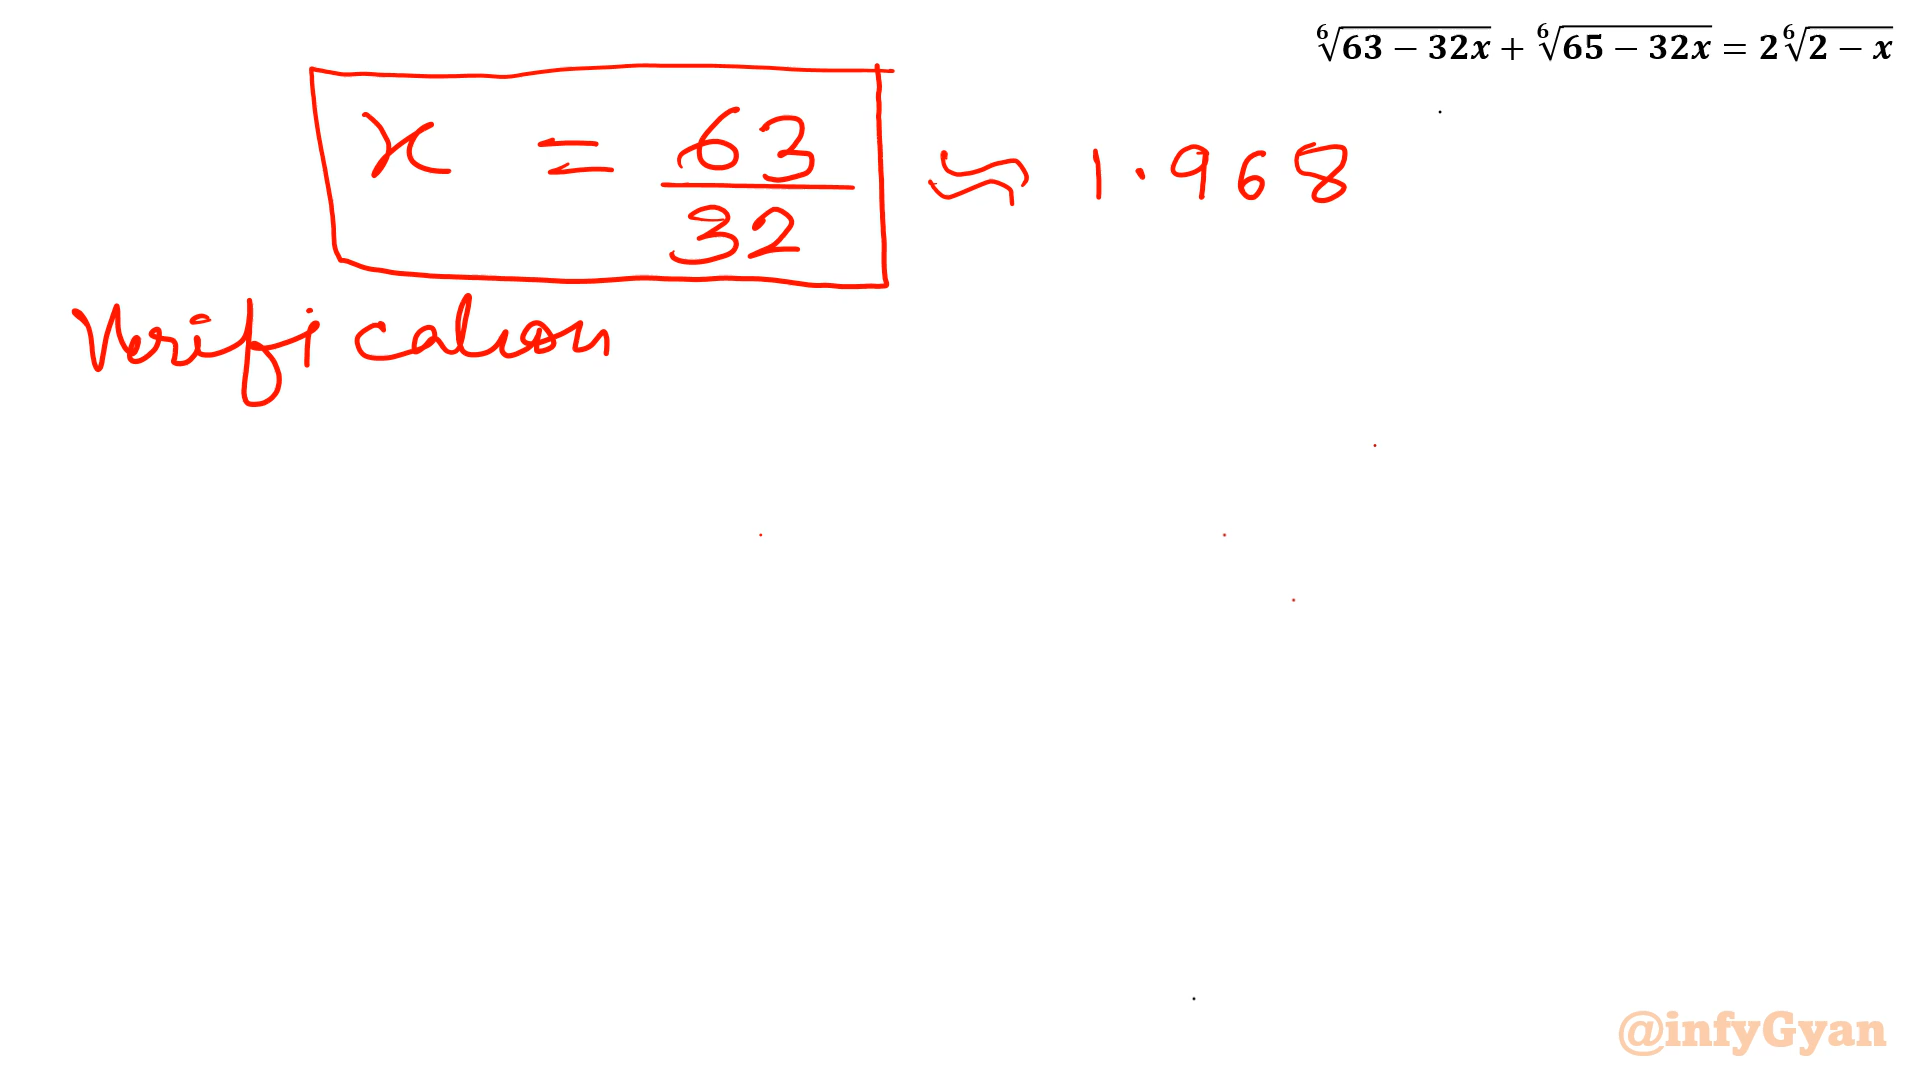 ⁶√(63 − 32x) + ⁶√(65 − 32x) = 2⁶√(2 − x)
x = 63/32 ≈ 1.968
Verification
@infyGyan